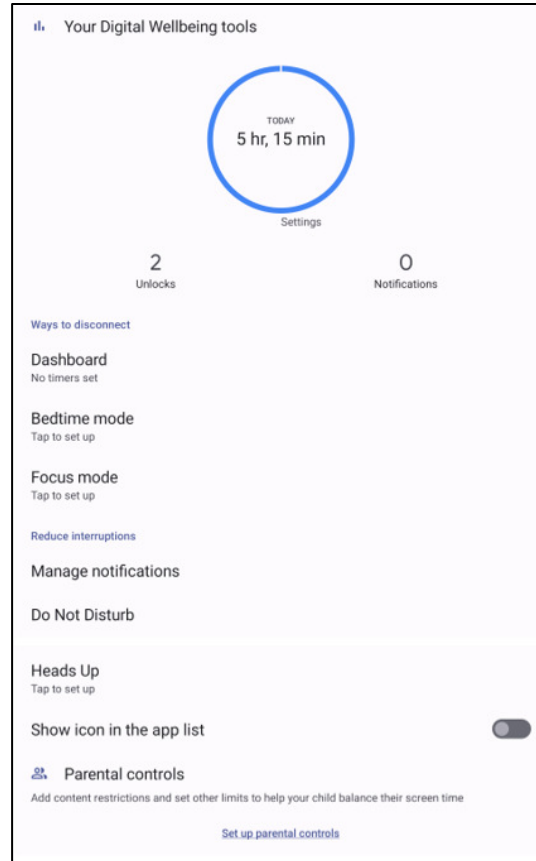 Your Digital Wellbeing tools
TODAY
5 hr, 15 min
Settings
2
Unlocks
0
Notifications
Ways to disconnect
Dashboard
No timers set
Bedtime mode
Tap to set up
Focus mode
Tap to set up
Reduce interruptions
Manage notifications
Do Not Disturb
Heads Up
Tap to set up
Show icon in the app list
Parental controls
Add content restrictions and set other limits to help your child balance their screen time
Set up parental controls